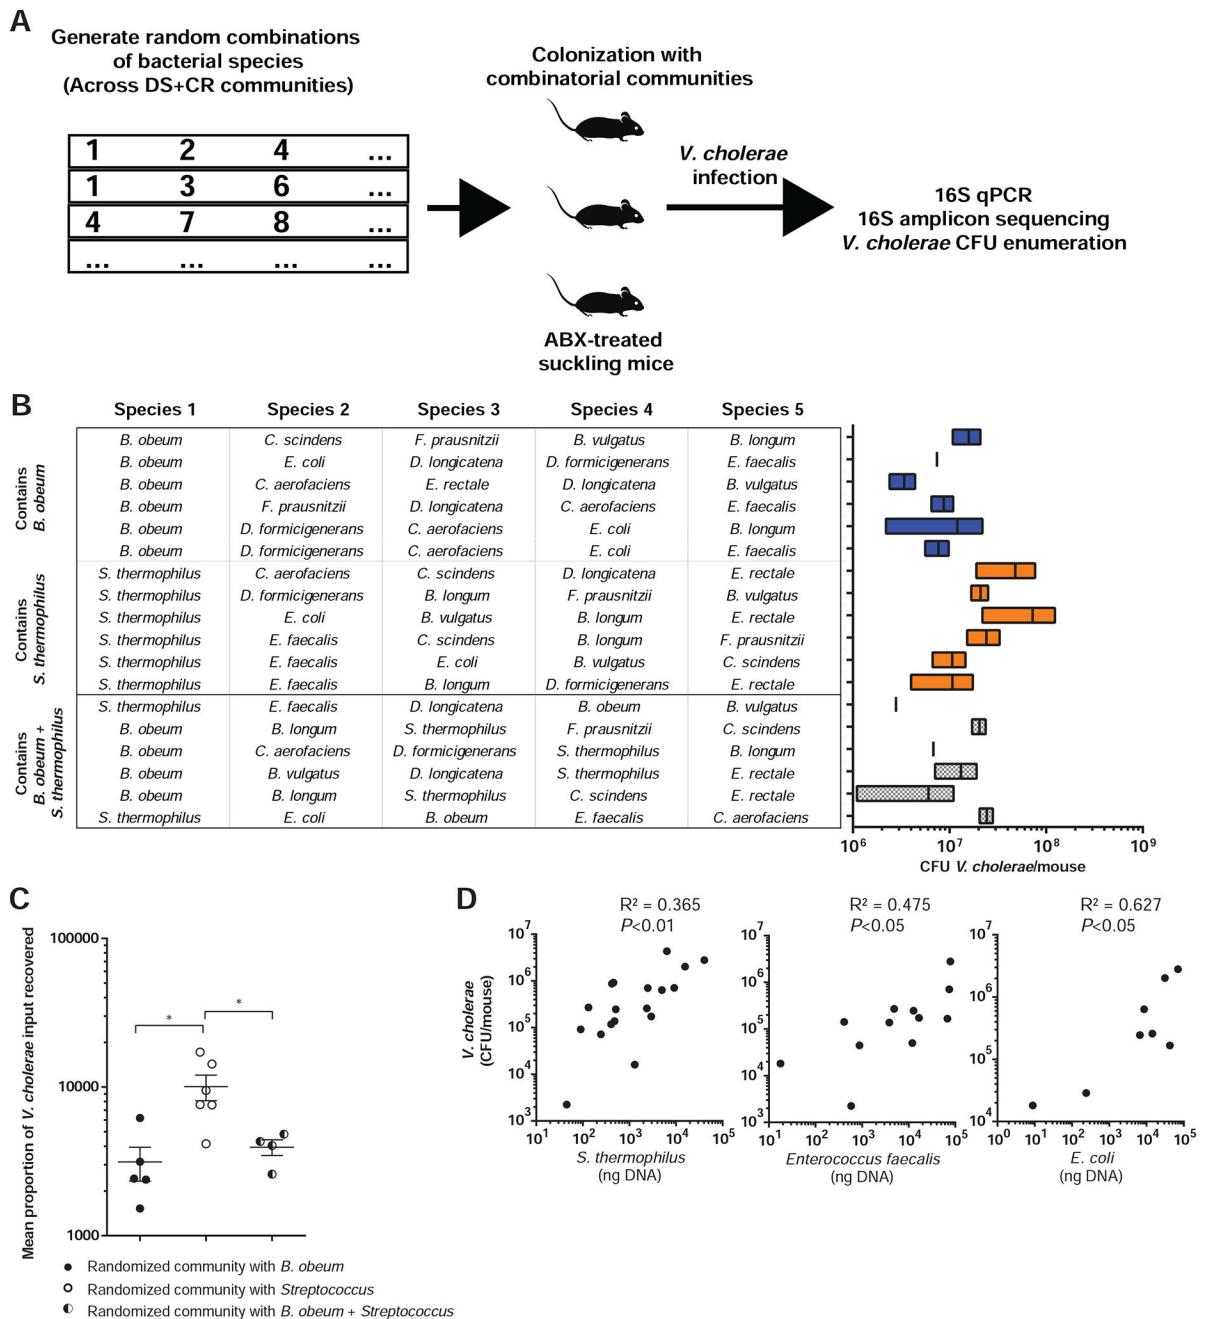 A
Generate random combinations
of bacterial species
(Across DS+CR communities)
1 2 4 ...
1 3 6 ...
4 7 8 ...
... ... ... ...
Colonization with
combinatorial communities
ABX-treated
suckling mice
V. cholerae
infection
16S qPCR
16S amplicon sequencing
V. cholerae CFU enumeration
B
Species 1 Species 2 Species 3 Species 4 Species 5
Contains
B. obeum
B. obeum C. scindens F. prausnitzii B. vulgatus B. longum
B. obeum E. coli D. longicatena D. formicigenerans E. faecalis
B. obeum C. aerofaciens E. rectale D. longicatena B. vulgatus
B. obeum F. prausnitzii D. longicatena C. aerofaciens E. faecalis
B. obeum D. formicigenerans C. aerofaciens E. coli B. longum
B. obeum D. formicigenerans C. aerofaciens E. coli E. faecalis
Contains
S. thermophilus
S. thermophilus C. aerofaciens C. scindens D. longicatena E. rectale
S. thermophilus D. formicigenerans B. longum F. prausnitzii B. vulgatus
S. thermophilus E. coli B. vulgatus B. longum E. rectale
S. thermophilus E. faecalis C. scindens B. longum F. prausnitzii
S. thermophilus E. faecalis E. coli B. vulgatus C. scindens
S. thermophilus E. faecalis B. longum D. formicigenerans E. rectale
Contains
B. obeum +
S. thermophilus
S. thermophilus E. faecalis D. longicatena B. obeum B. vulgatus
B. obeum B. longum S. thermophilus F. prausnitzii C. scindens
B. obeum C. aerofaciens D. formicigenerans S. thermophilus B. longum
B. obeum B. vulgatus D. longicatena S. thermophilus E. rectale
B. obeum B. longum S. thermophilus C. scindens E. rectale
S. thermophilus E. coli B. obeum E. faecalis C. aerofaciens
10⁶ 10⁷ 10⁸ 10⁹
CFU V. cholerae/mouse
C
Mean proportion of V. cholerae input recovered
100000
10000
1000
* *
Randomized community with B. obeum
Randomized community with Streptococcus
Randomized community with B. obeum + Streptococcus
D
V. cholerae
(CFU/mouse)
R² = 0.365
P<0.01
10⁷
10⁶
10⁵
10⁴
10³
10¹ 10² 10³ 10⁴ 10⁵
S. thermophilus
(ng DNA)
R² = 0.475
P<0.05
10⁷
10⁶
10⁵
10⁴
10³
10¹ 10² 10³ 10⁴ 10⁵
Enterococcus faecalis
(ng DNA)
R² = 0.627
P<0.05
10⁷
10⁶
10⁵
10⁴
10⁰ 10¹ 10² 10³ 10⁴ 10⁵
E. coli
(ng DNA)